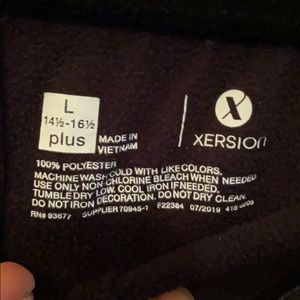 L
14½-16½
plus
MADE IN
VIETNAM
X
XERSION
100% POLYESTER
MACHINE WASH COLD WITH LIKE COLORS.
USE ONLY NON-CHLORINE BLEACH WHEN NEEDED
TUMBLE DRY LOW. COOL IRON IF NEEDED.
DO NOT IRON DECORATION. DO NOT DRY CLEAN.
RN# 93677 SUPPLIER 70945-1 F22384 07/2019